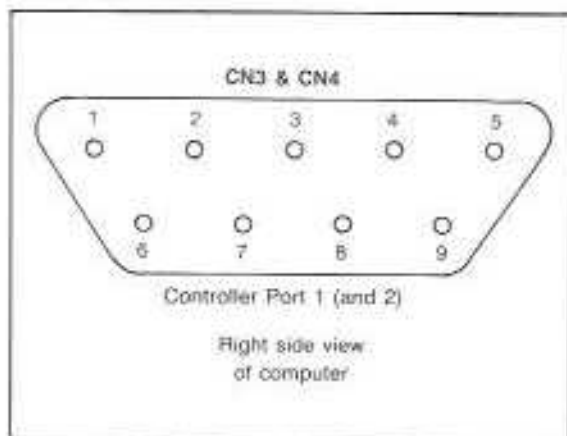 CN3 & CN4
1 2 3 4 5
6 7 8 9
Controller Port 1 (and 2)
Right side view
of computer